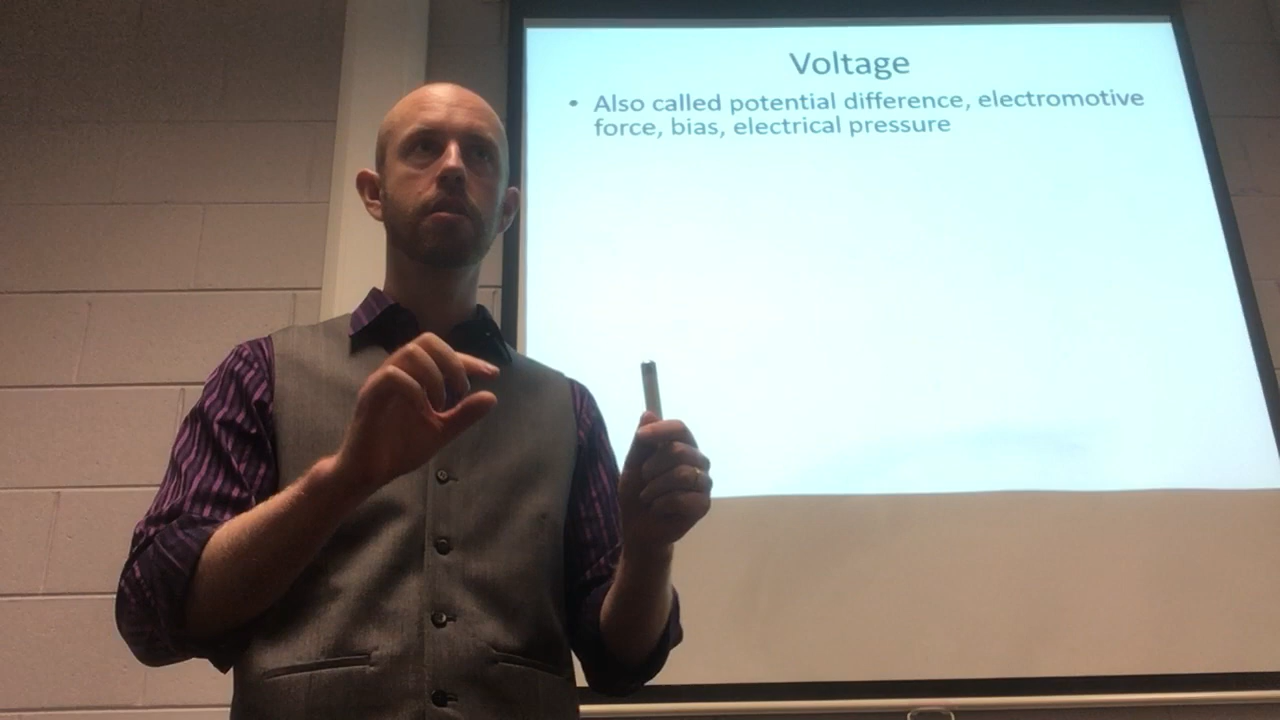 Voltage
• Also called potential difference, electromotive
force, bias, electrical pressure